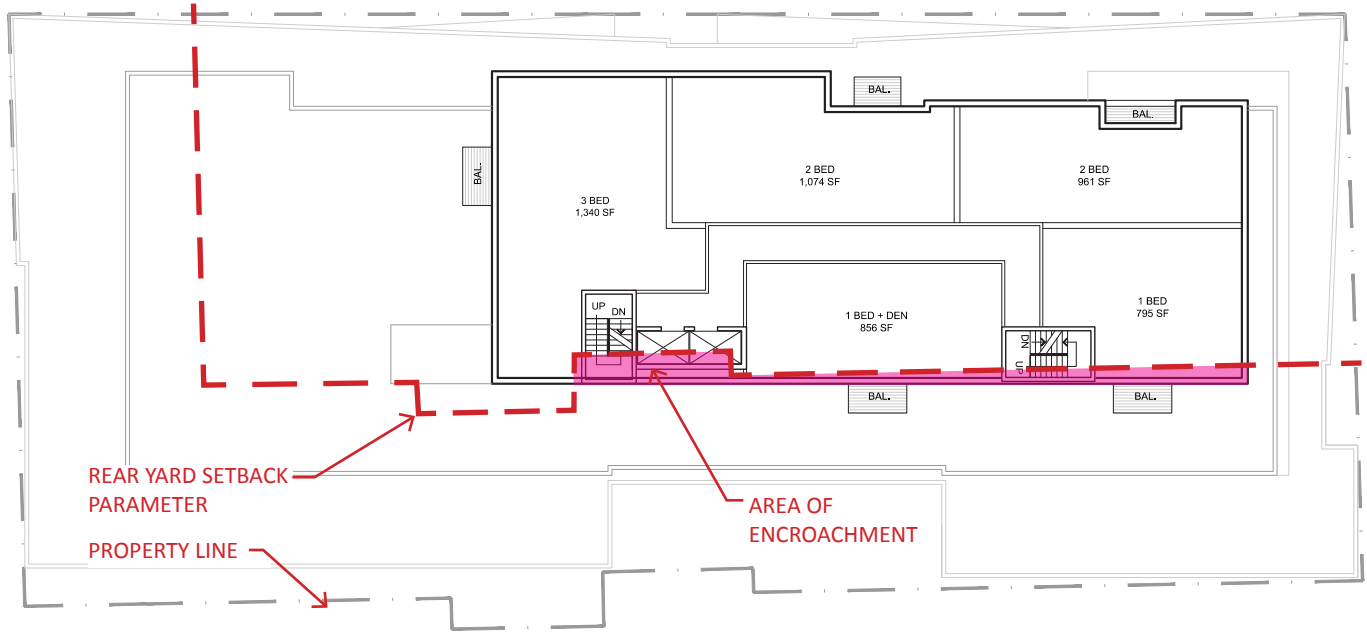 BAL.
BAL.
BAL.
2 BED
1,074 SF
2 BED
961 SF
3 BED
1,340 SF
UP
DN
1 BED + DEN
856 SF
1 BED
795 SF
DN
UP
BAL.
BAL.
REAR YARD SETBACK
PARAMETER
AREA OF
ENCROACHMENT
PROPERTY LINE